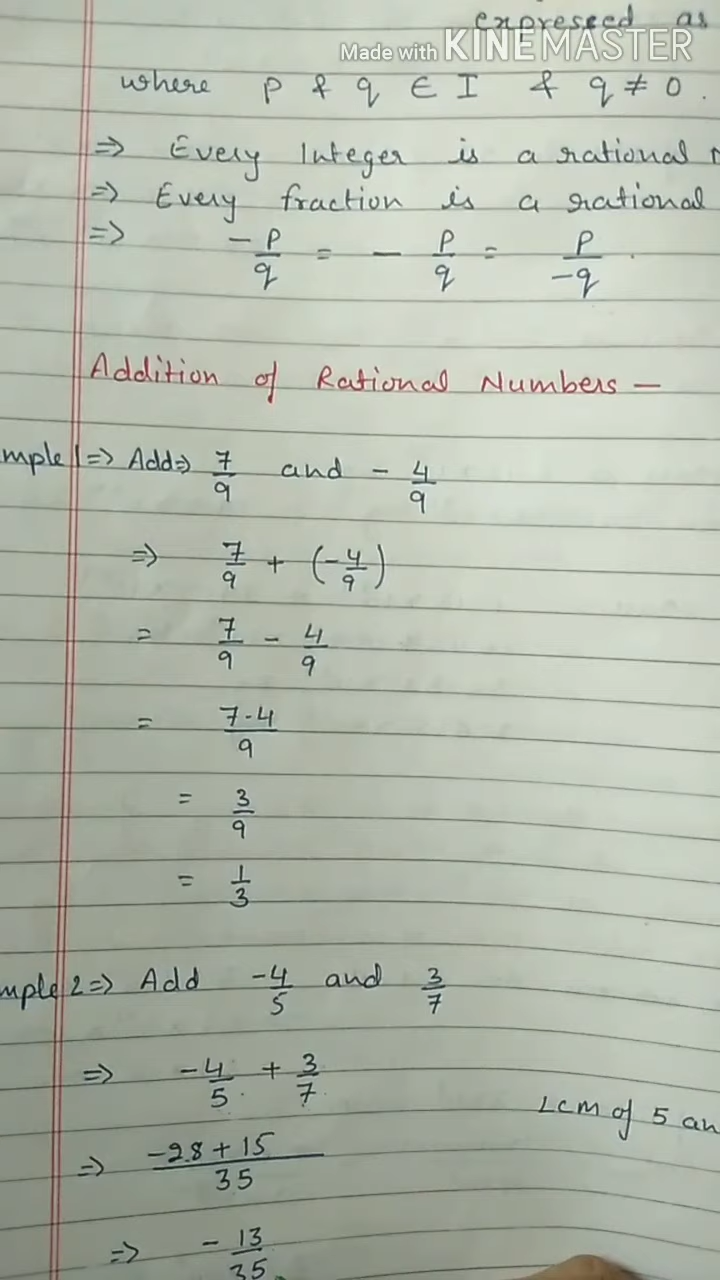 expressed as
Made with KINEMASTER
where p & q ∈ I & q ≠ 0.
⇒ Every Integer is a rational
⇒ Every fraction is a rational
⇒ -p/q = - p/q = p/-q.
Addition of Rational Numbers —
mple 1 ⇒ Add ⇒ 7/9 and - 4/9
⇒ 7/9 + (-4/9)
= 7/9 - 4/9
= 7-4/9
= 3/9
= 1/3
mple 2 ⇒ Add -4/5 and 3/7
⇒ -4/5 + 3/7
LCM of 5 an
⇒ -28+15/35
⇒ -13/35